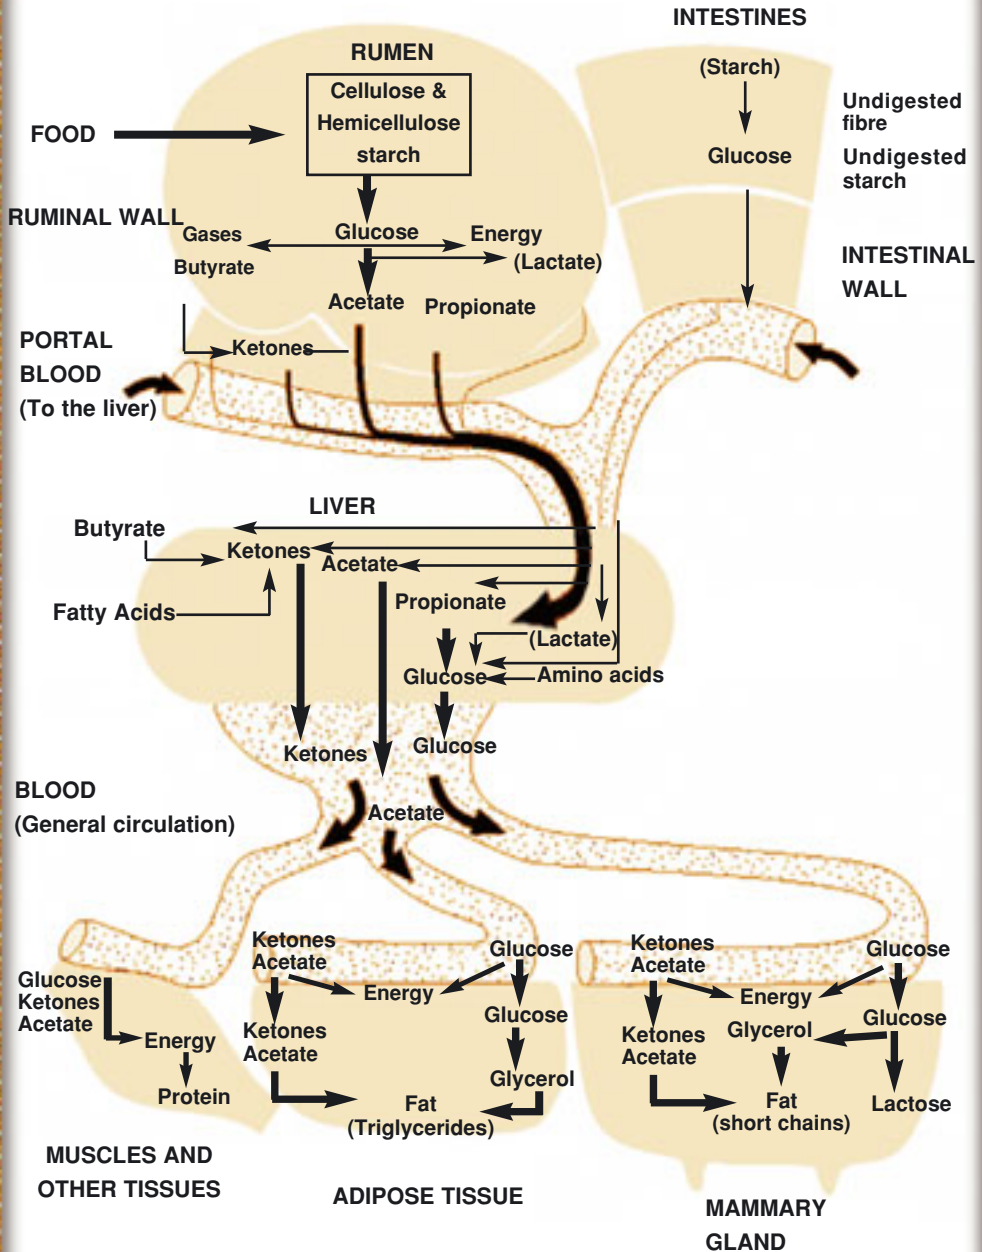 INTESTINES
RUMEN
(Starch)
Cellulose &
Hemicellulose
starch
FOOD
Undigested
fibre
Glucose
Undigested
starch
RUMINAL WALL
Gases
Glucose
Energy
Butyrate
(Lactate)
INTESTINAL
WALL
Acetate
Propionate
PORTAL
BLOOD
(To the liver)
Ketones
LIVER
Butyrate
Ketones
Acetate
Fatty Acids
Propionate
(Lactate)
Glucose
Amino acids
Ketones
Glucose
BLOOD
(General circulation)
Acetate
Glucose
Ketones
Acetate
Energy
Protein
MUSCLES AND
OTHER TISSUES
Ketones
Acetate
Glucose
Energy
Glucose
Ketones
Acetate
Glycerol
Fat
(Triglycerides)
ADIPOSE TISSUE
Ketones
Acetate
Glucose
Energy
Glucose
Glycerol
Ketones
Acetate
Fat
(short chains)
Lactose
MAMMARY
GLAND